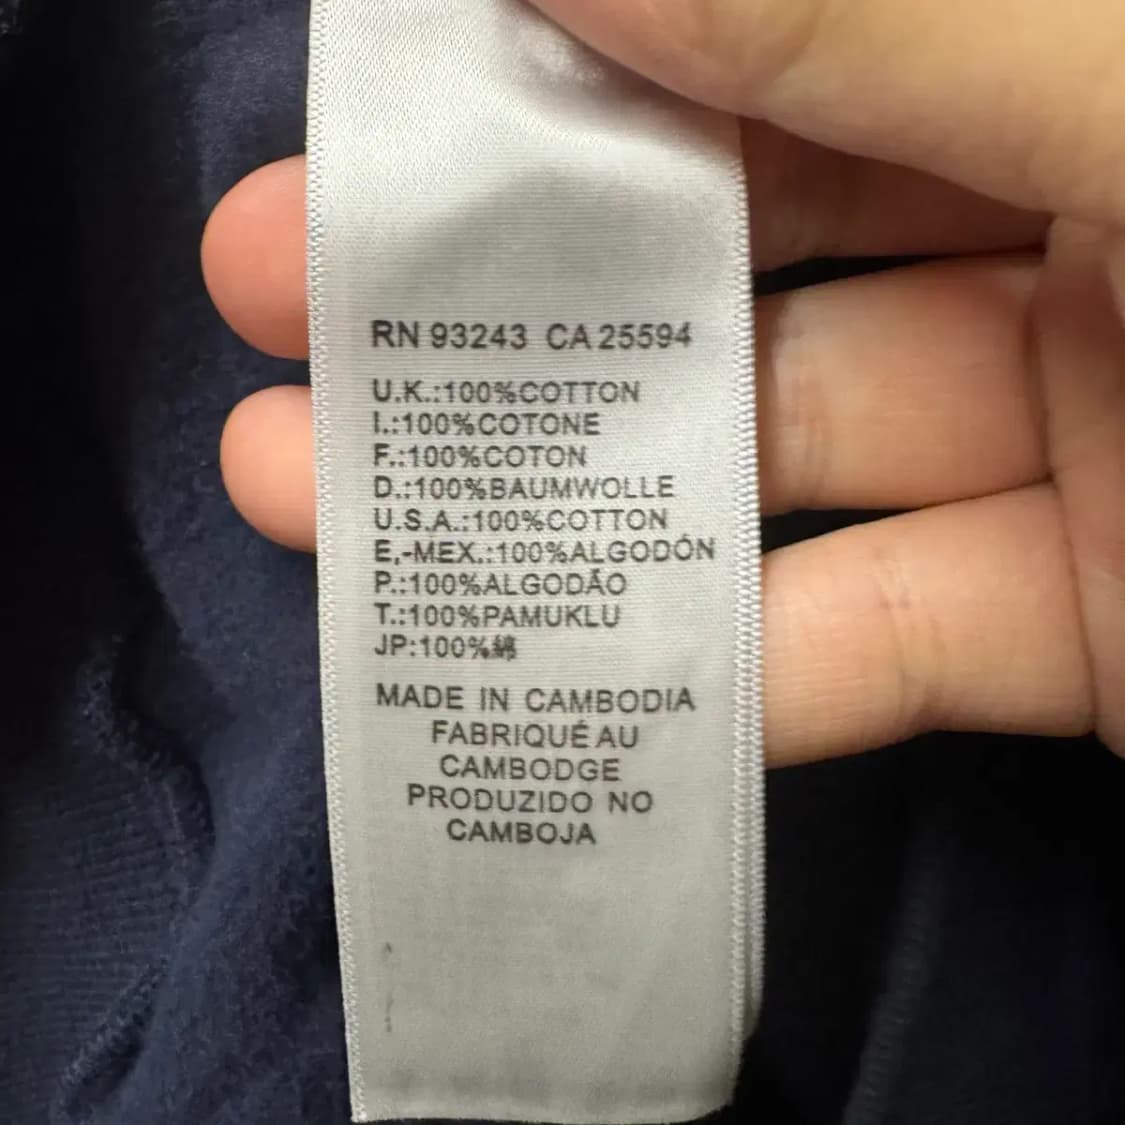 RN 93243 CA 25594
U.K.:100%COTTON
I.:100%COTONE
F.:100%COTON
D.:100%BAUMWOLLE
U.S.A.:100%COTTON
E,-MEX.:100%ALGODÓN
P.:100%ALGODÃO
T.:100%PAMUKLU
JP:100%綿
MADE IN CAMBODIA
FABRIQUÉ AU
CAMBODGE
PRODUZIDO NO
CAMBOJA